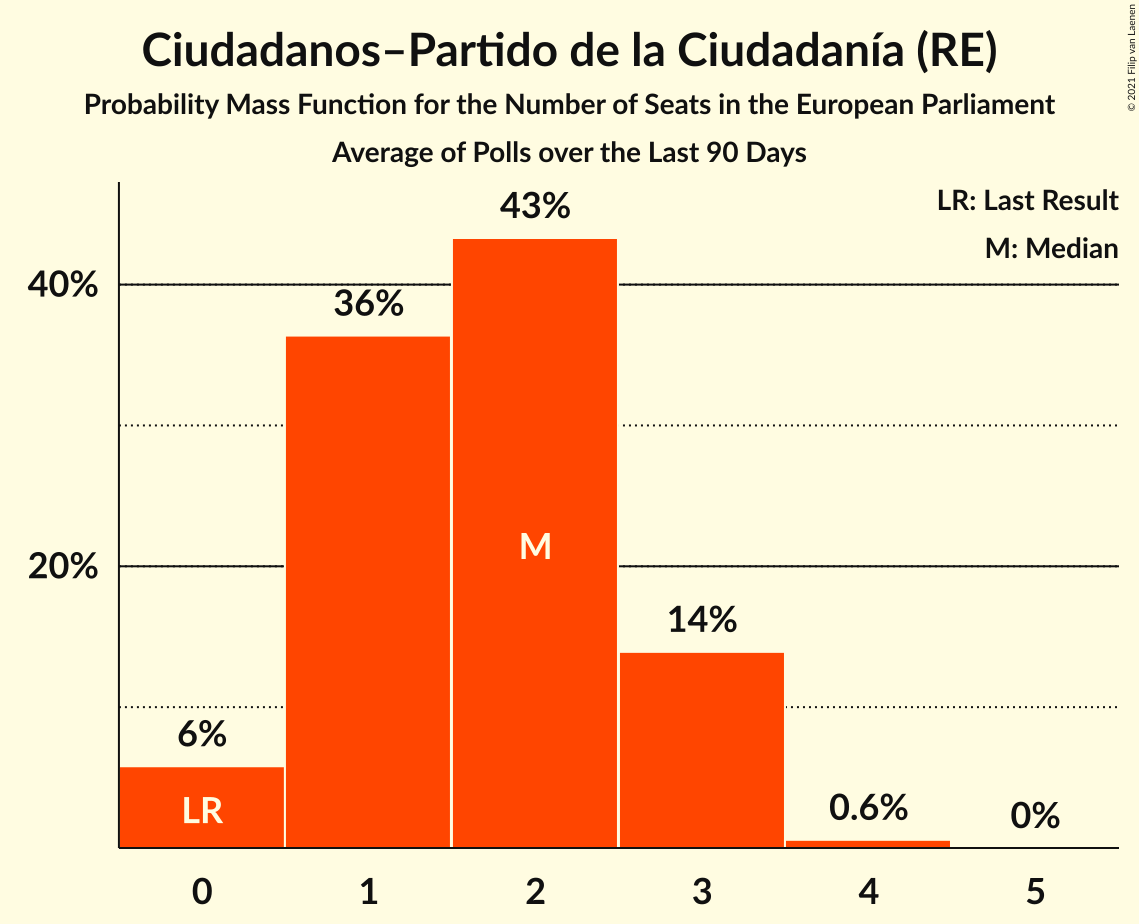 Ciudadanos–Partido de la Ciudadanía (RE)
Probability Mass Function for the Number of Seats in the European Parliament
Average of Polls over the Last 90 Days
© 2021 Filip van Laenen
LR: Last Result
M: Median
40%
20%
6%
36%
43%
14%
0.6%
0%
LR
M
0 1 2 3 4 5